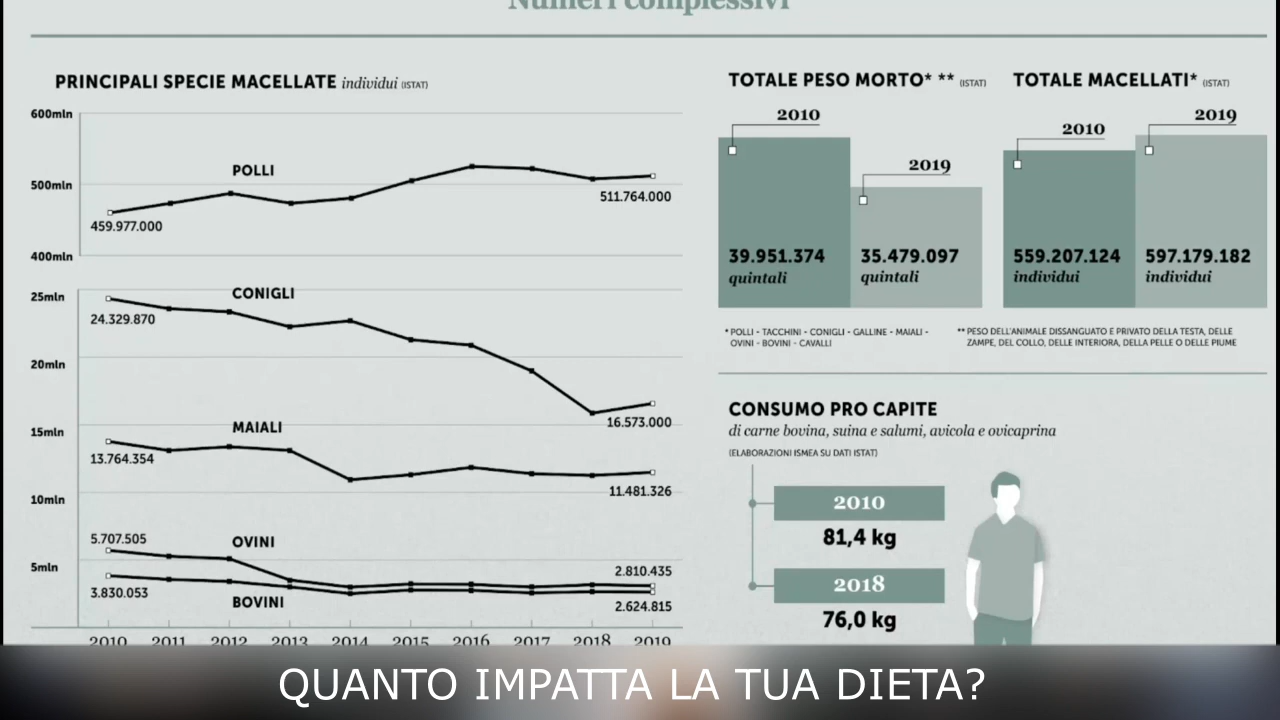 Numeri complessivi
PRINCIPALI SPECIE MACELLATE individui (ISTAT)
600mln
POLLI
500mln
459.977.000
511.764.000
400mln
25mln
CONIGLI
24.329.870
20mln
16.573.000
15mln
MAIALI
13.764.354
11.481.326
10mln
5.707.505
OVINI
5mln
2.810.435
3.830.053
BOVINI
2.624.815
2010 2011 2012 2013 2014 2015 2016 2017 2018 2019
TOTALE PESO MORTO* ** (ISTAT)
2010
2019
39.951.374
quintali
35.479.097
quintali
TOTALE MACELLATI* (ISTAT)
2010
2019
559.207.124
individui
597.179.182
individui
* POLLI - TACCHINI - CONIGLI - GALLINE - MAIALI -
OVINI - BOVINI - CAVALLI
** PESO DELL'ANIMALE DISSANGUATO E PRIVATO DELLA TESTA, DELLE
ZAMPE, DEL COLLO, DELLE INTERIORA, DELLA PELLE O DELLE PIUME
CONSUMO PRO CAPITE
di carne bovina, suina e salumi, avicola e ovicaprina
(ELABORAZIONI ISMEA SU DATI ISTAT)
2010
81,4 kg
2018
76,0 kg
QUANTO IMPATTA LA TUA DIETA?